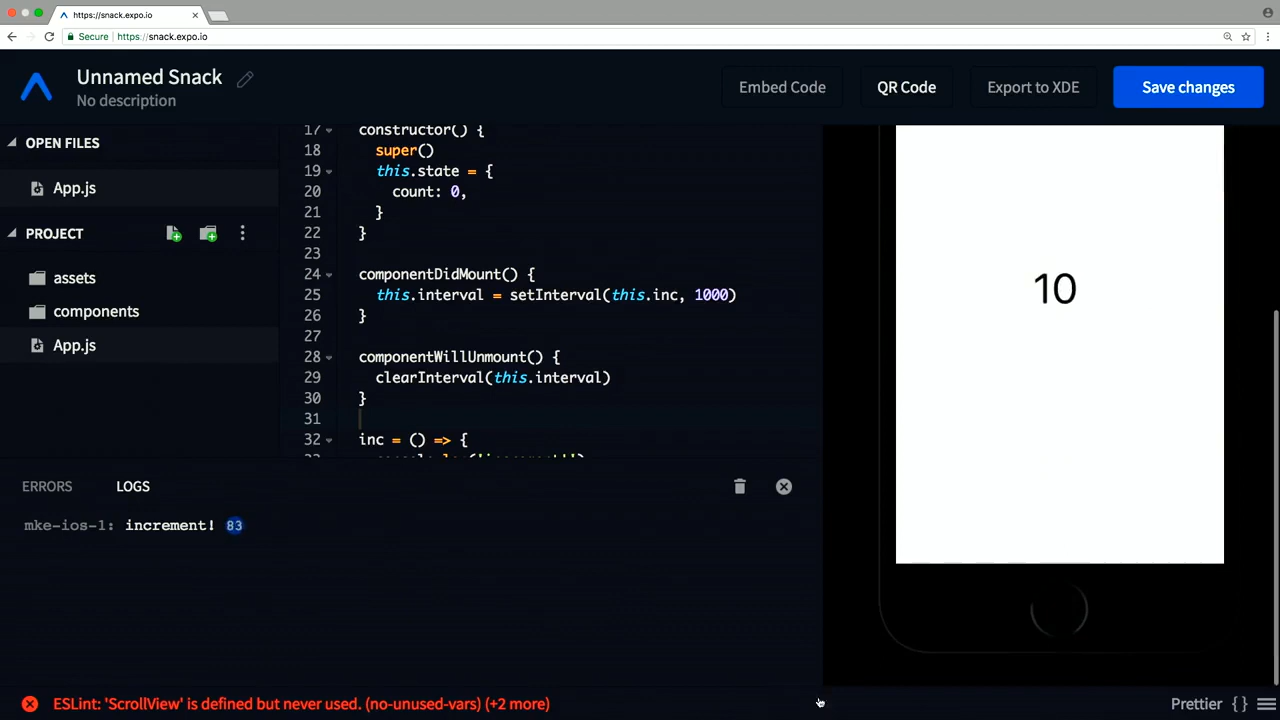 https://snack.expo.io
Secure https://snack.expo.io
Unnamed Snack
No description
Embed Code
QR Code
Export to XDE
Save changes
OPEN FILES
App.js
PROJECT
assets
components
App.js
17 constructor() {
18 super()
19 this.state = {
20 count: 0,
21 }
22 }
23
24 componentDidMount() {
25 this.interval = setInterval(this.inc, 1000)
26 }
27
28 componentWillUnmount() {
29 clearInterval(this.interval)
30 }
31
32 inc = () => {
10
ERRORS LOGS
mke-ios-1: increment! 83
ESLint: 'ScrollView' is defined but never used. (no-unused-vars) (+2 more)
Prettier { }